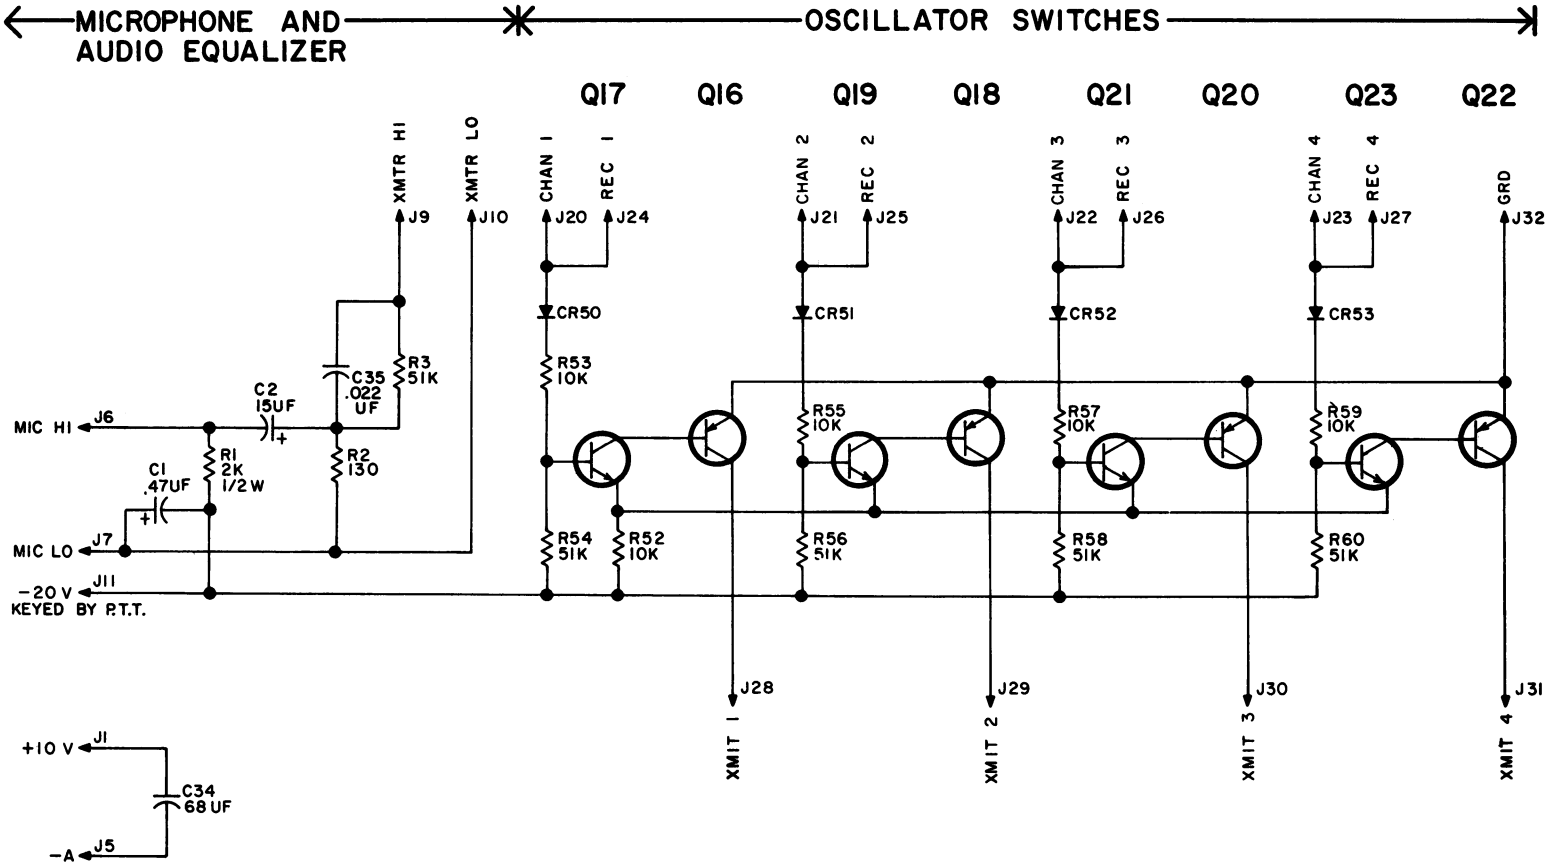 MICROPHONE AND
AUDIO EQUALIZER
OSCILLATOR SWITCHES
Q17 Q16 Q19 Q18 Q21 Q20 Q23 Q22
XMTR HI
XMTR LO
CHAN 1
REC 1
CHAN 2
REC 2
CHAN 3
REC 3
CHAN 4
REC 4
GRD
J9 J10 J20 J24 J21 J25 J22 J26 J23 J27 J32
CR50 CR51 CR52 CR53
R3
51K
C35
.022
UF
C2
15UF
+
R53
10K
R55
10K
R57
10K
R59
10K
MIC HI J6
R1
2K
1/2 W
R2
130
C1
.47UF
+
MIC LO J7
R54
51K
R52
10K
R56
51K
R58
51K
R60
51K
-20 V J11
KEYED BY P.T.T.
J28 J29 J30 J31
XMIT 1
XMIT 2
XMIT 3
XMIT 4
+10 V J1
C34
68 UF
-A J5